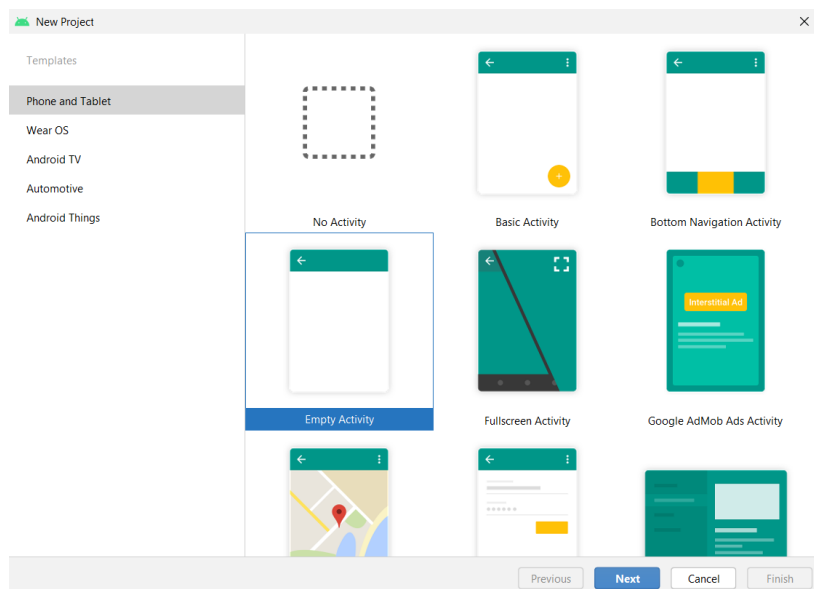 New Project
Templates
Phone and Tablet
Wear OS
Android TV
Automotive
Android Things
No Activity
Basic Activity
Bottom Navigation Activity
Interstitial Ad
Empty Activity
Fullscreen Activity
Google AdMob Ads Activity
Previous
Next
Cancel
Finish